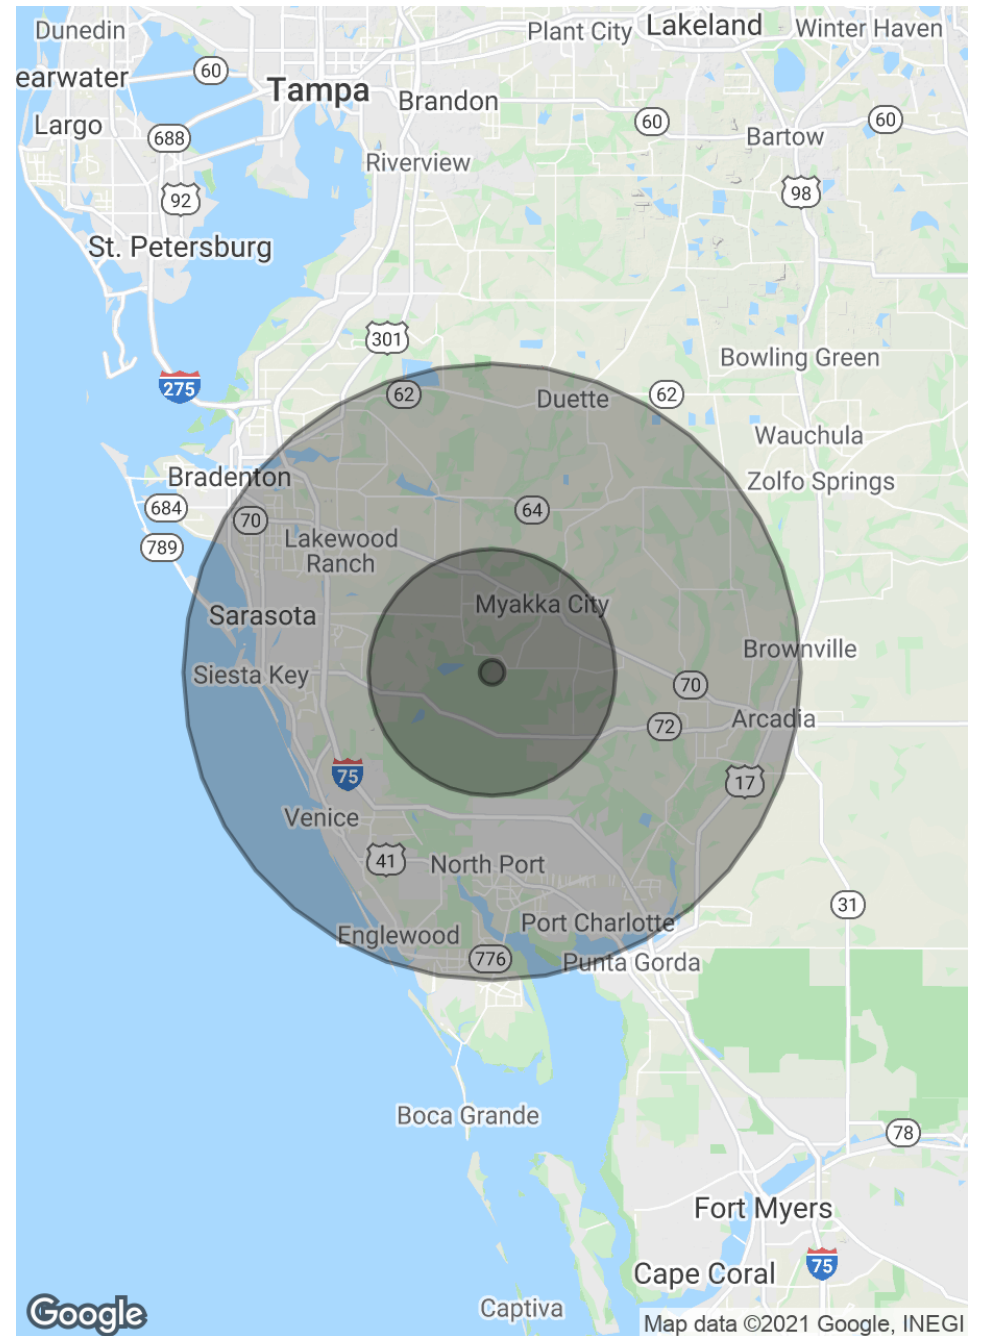 Dunedin
Plant City
Lakeland
Winter Haven
earwater
60
Tampa
Brandon
60
60
Largo
688
Bartow
Riverview
92
98
St. Petersburg
301
Bowling Green
275
62
Duette
62
Wauchula
Bradenton
Zolfo Springs
684
70
64
789
Lakewood
Ranch
Myakka City
Sarasota
Brownville
Siesta Key
70
72
Arcadia
75
17
Venice
41
North Port
31
Port Charlotte
Englewood
776
Punta Gorda
Boca Grande
78
Fort Myers
75
Cape Coral
Captiva
Google
Map data ©2021 Google, INEGI